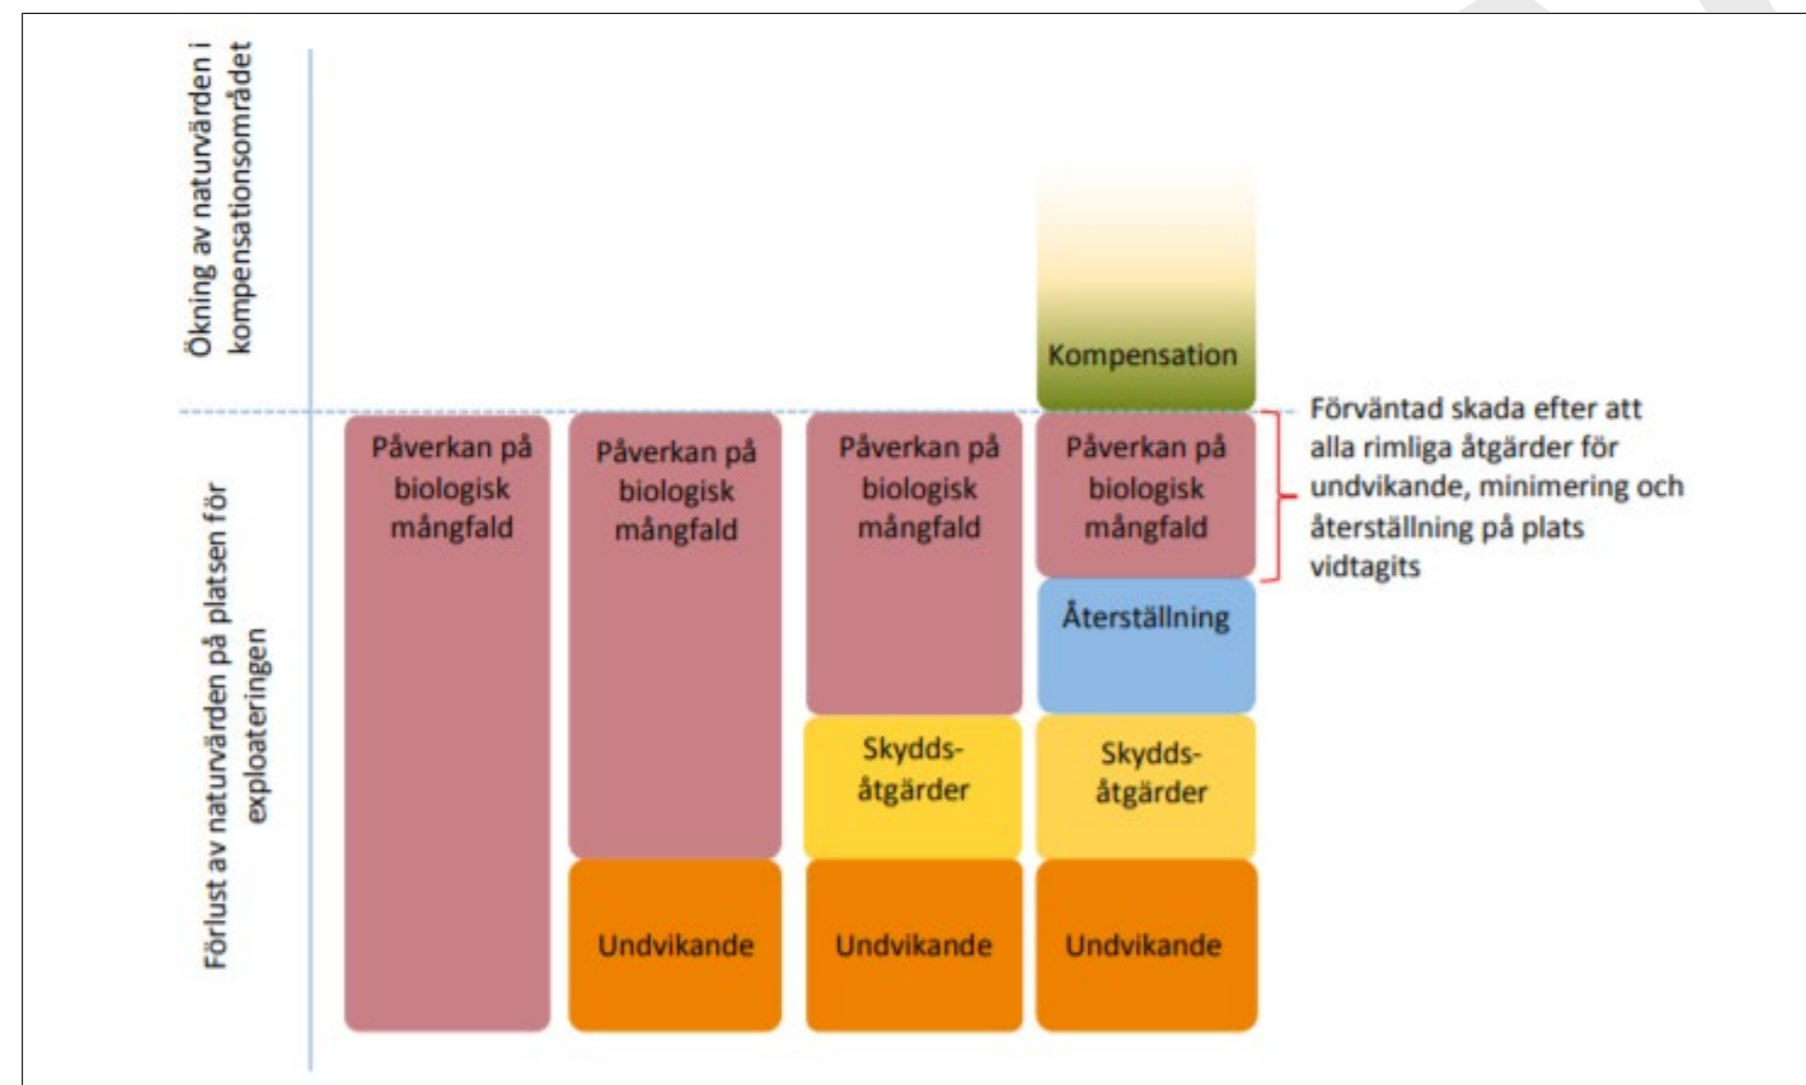 Ökning av naturvärden i
kompensationsområdet
Förlust av naturvärden på platsen för
exploateringen
Påverkan på
biologisk
mångfald
Påverkan på
biologisk
mångfald
Undvikande
Påverkan på
biologisk
mångfald
Skydds-
åtgärder
Undvikande
Kompensation
Påverkan på
biologisk
mångfald
Återställning
Skydds-
åtgärder
Undvikande
Förväntad skada efter att
alla rimliga åtgärder för
undvikande, minimering och
återställning på plats
vidtagits